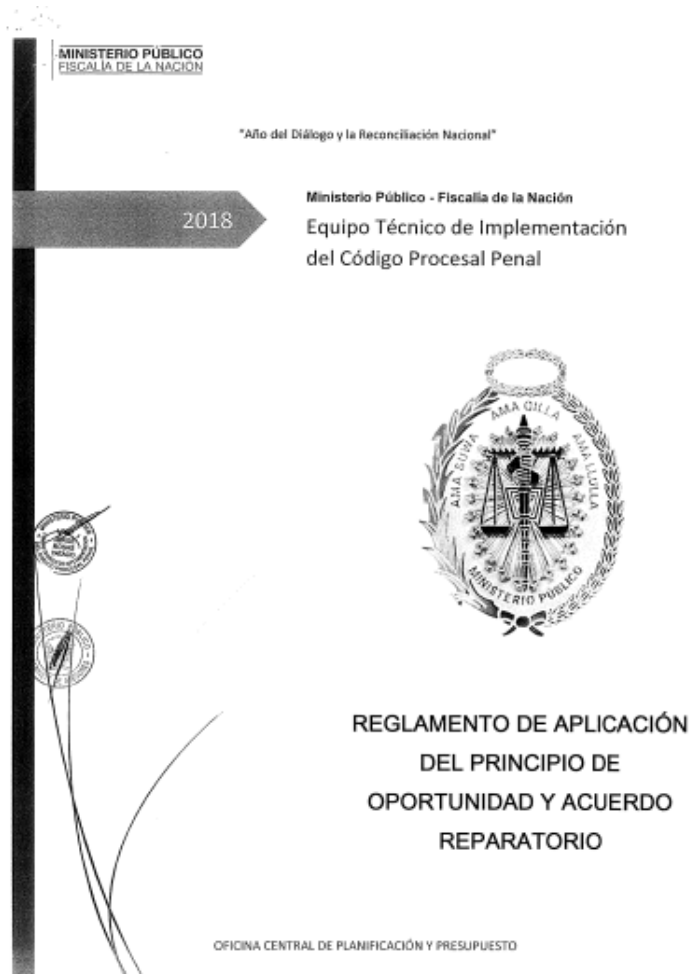 MINISTERIO PÚBLICO
FISCALÍA DE LA NACIÓN
"Año del Diálogo y la Reconciliación Nacional"
2018
Ministerio Público - Fiscalía de la Nación
Equipo Técnico de Implementación
del Código Procesal Penal
AMA SUWA AMA QILLA AMA LLULLA
MINISTERIO PÚBLICO
REGLAMENTO DE APLICACIÓN
DEL PRINCIPIO DE
OPORTUNIDAD Y ACUERDO
REPARATORIO
OFICINA CENTRAL DE PLANIFICACIÓN Y PRESUPUESTO